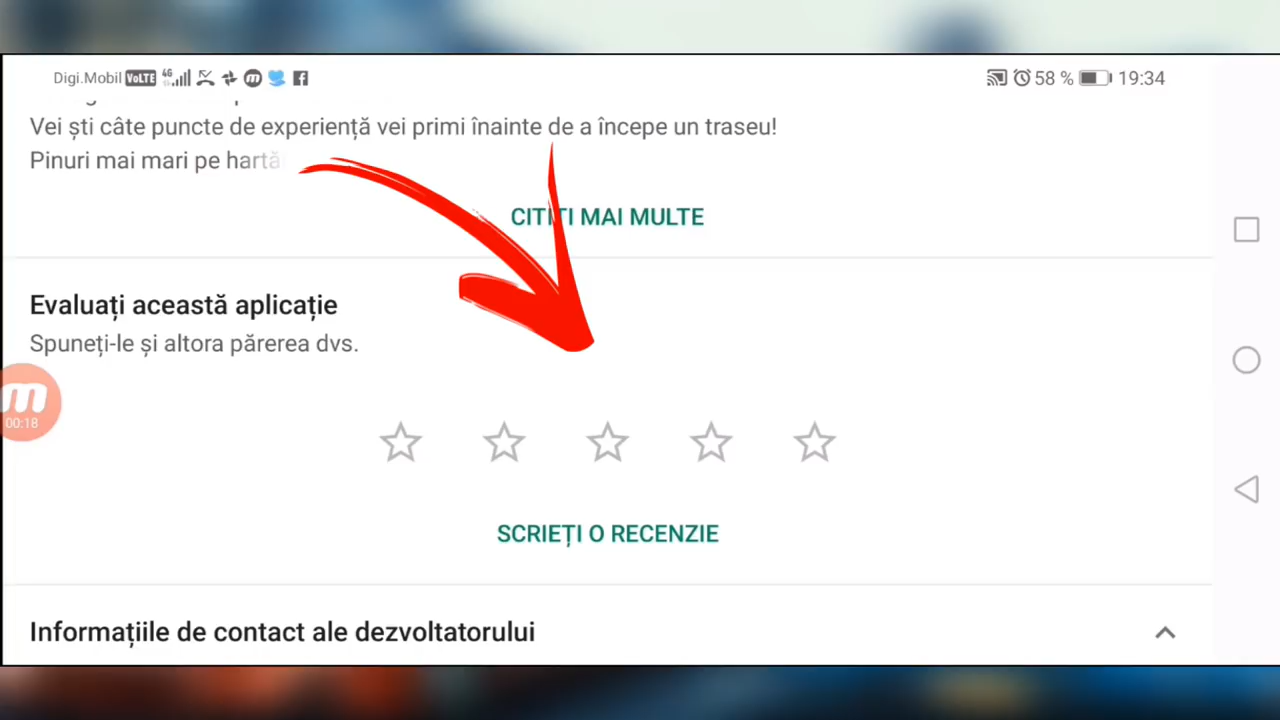 Digi.Mobil VoLTE 4G 58 % 19:34
Vei ști câte puncte de experiență vei primi înainte de a începe un traseu!
Pinuri mai mari pe hartă
CITIȚI MAI MULTE
Evaluați această aplicație
Spuneți-le și altora părerea dvs.
m
00:18
SCRIEȚI O RECENZIE
Informațiile de contact ale dezvoltatorului